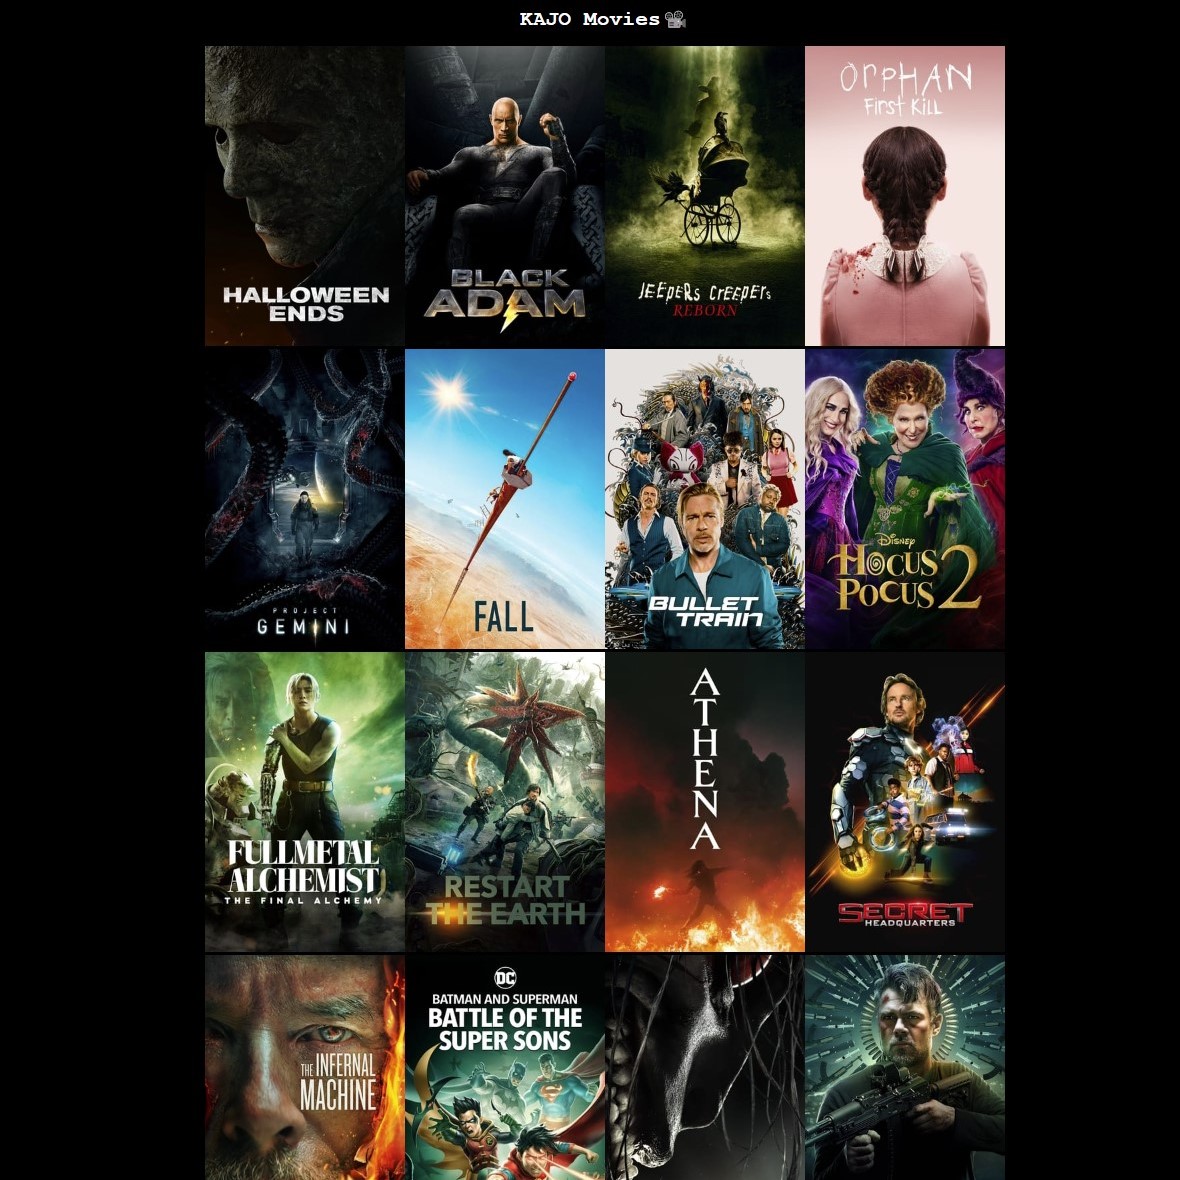 KAJO Movies
HALLOWEEN
ENDS
BLACK
ADAM
JEEPERS CREEPERS
REBORN
ORPHAN
First Kill
PROJECT
GEMINI
FALL
BULLET
TRAIN
Disney
HOCUS
POCUS 2
FULLMETAL
ALCHEMIST
THE FINAL ALCHEMY
RESTART
THE EARTH
ATHENA
SECRET
HEADQUARTERS
THE INFERNAL
MACHINE
DC
BATMAN AND SUPERMAN
BATTLE OF THE
SUPER SONS